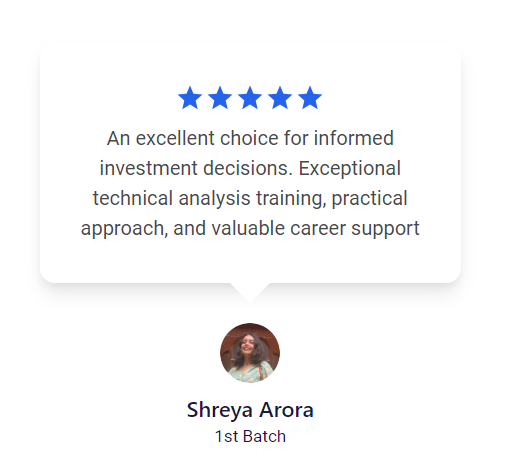 An excellent choice for informed
investment decisions. Exceptional
technical analysis training, practical
approach, and valuable career support
Shreya Arora
1st Batch